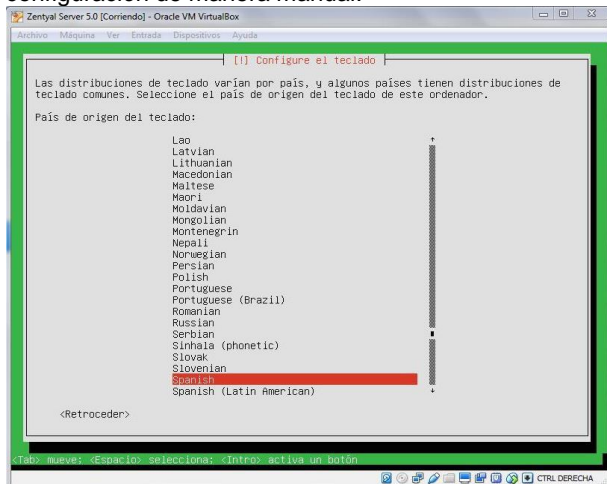 configuración de manera manual.
Zentyal Server 5.0 [Corriendo] - Oracle VM VirtualBox
Archivo Máquina Ver Entrada Dispositivos Ayuda
[!] Configure el teclado
Las distribuciones de teclado varían por país, y algunos países tienen distribuciones de
teclado comunes. Seleccione el país de origen del teclado de este ordenador.
País de origen del teclado:
Lao
Latvian
Lithuanian
Macedonian
Maltese
Maori
Moldavian
Mongolian
Montenegrin
Nepali
Norwegian
Persian
Polish
Portuguese
Portuguese (Brazil)
Romanian
Russian
Serbian
Sinhala (phonetic)
Slovak
Slovenian
Spanish
Spanish (Latin American)
<Retroceder>
<Tab> mueve; <Espacio> selecciona; <Intro> activa un botón
CTRL DERECHA